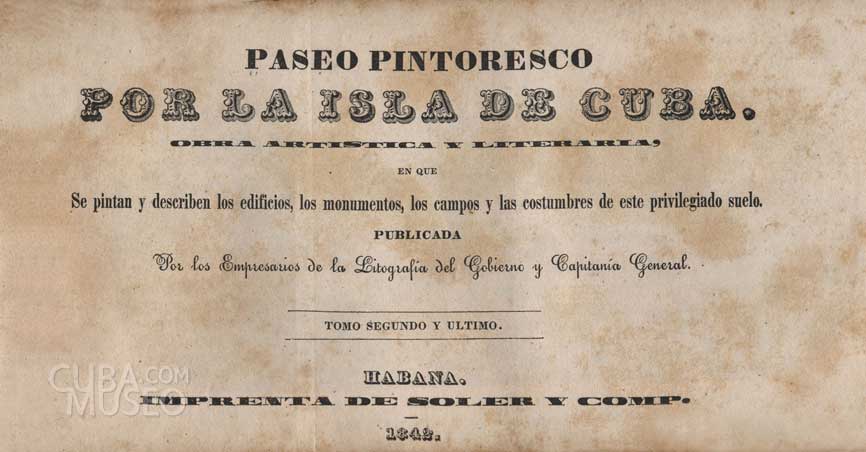 PASEO PINTORESCO
POR LA ISLA DE CUBA.
OBRA ARTISTICA Y LITERARIA,
EN QUE
Se pintan y describen los edificios, los monumentos, los campos y las costumbres de este privilegiado suelo.
PUBLICADA
Por los Empresarios de la Litografía del Gobierno y Capitanía General.
TOMO SEGUNDO Y ULTIMO.
HABANA.
IMPRENTA DE SOLER Y COMP.
1842.
CUBA.COM
MUSEO